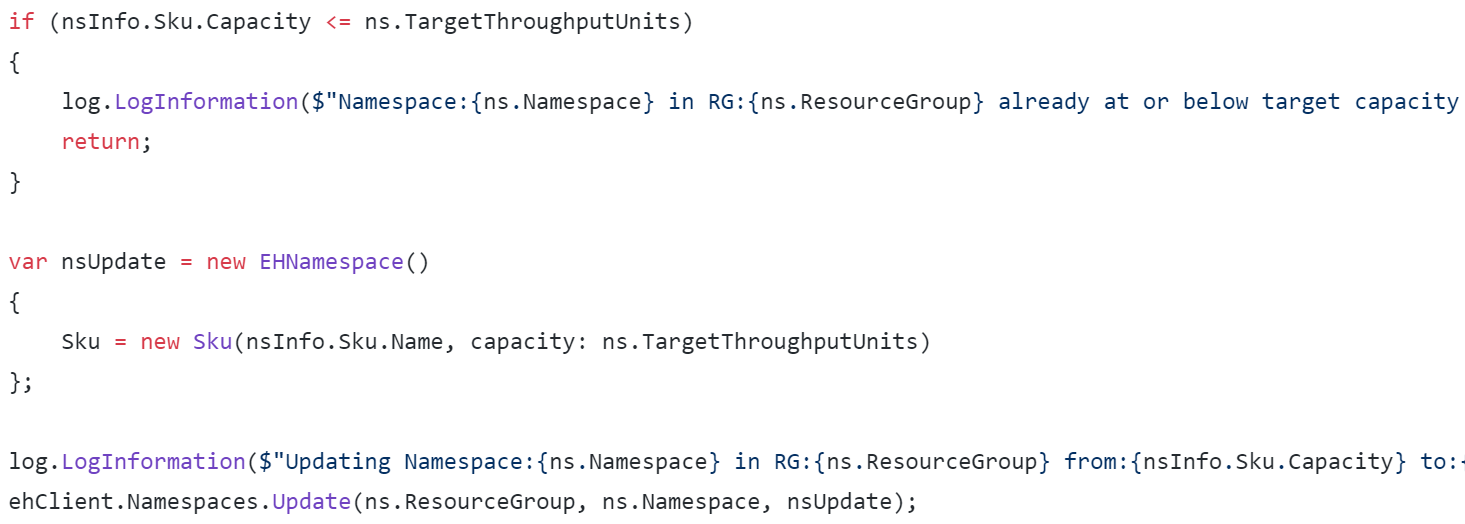 if (nsInfo.Sku.Capacity <= ns.TargetThroughputUnits)
{
    log.LogInformation($"Namespace:{ns.Namespace} in RG:{ns.ResourceGroup} already at or below target capacity
    return;
}

var nsUpdate = new EHNamespace()
{
    Sku = new Sku(nsInfo.Sku.Name, capacity: ns.TargetThroughputUnits)
};

log.LogInformation($"Updating Namespace:{ns.Namespace} in RG:{ns.ResourceGroup} from:{nsInfo.Sku.Capacity} to:{
ehClient.Namespaces.Update(ns.ResourceGroup, ns.Namespace, nsUpdate);